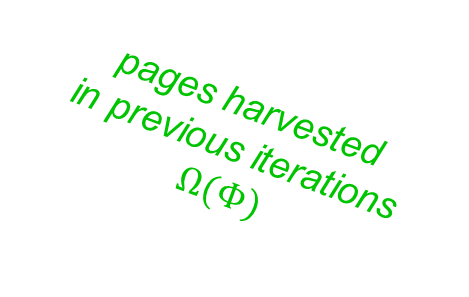 pages harvested
in previous iterations
Ω(Φ)